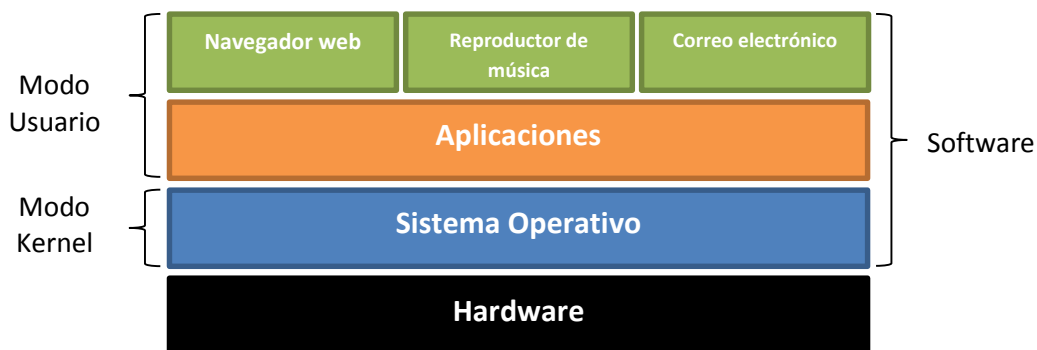 Navegador web
Reproductor de
música
Correo electrónico
Modo
Usuario
Aplicaciones
Software
Modo
Kernel
Sistema Operativo
Hardware